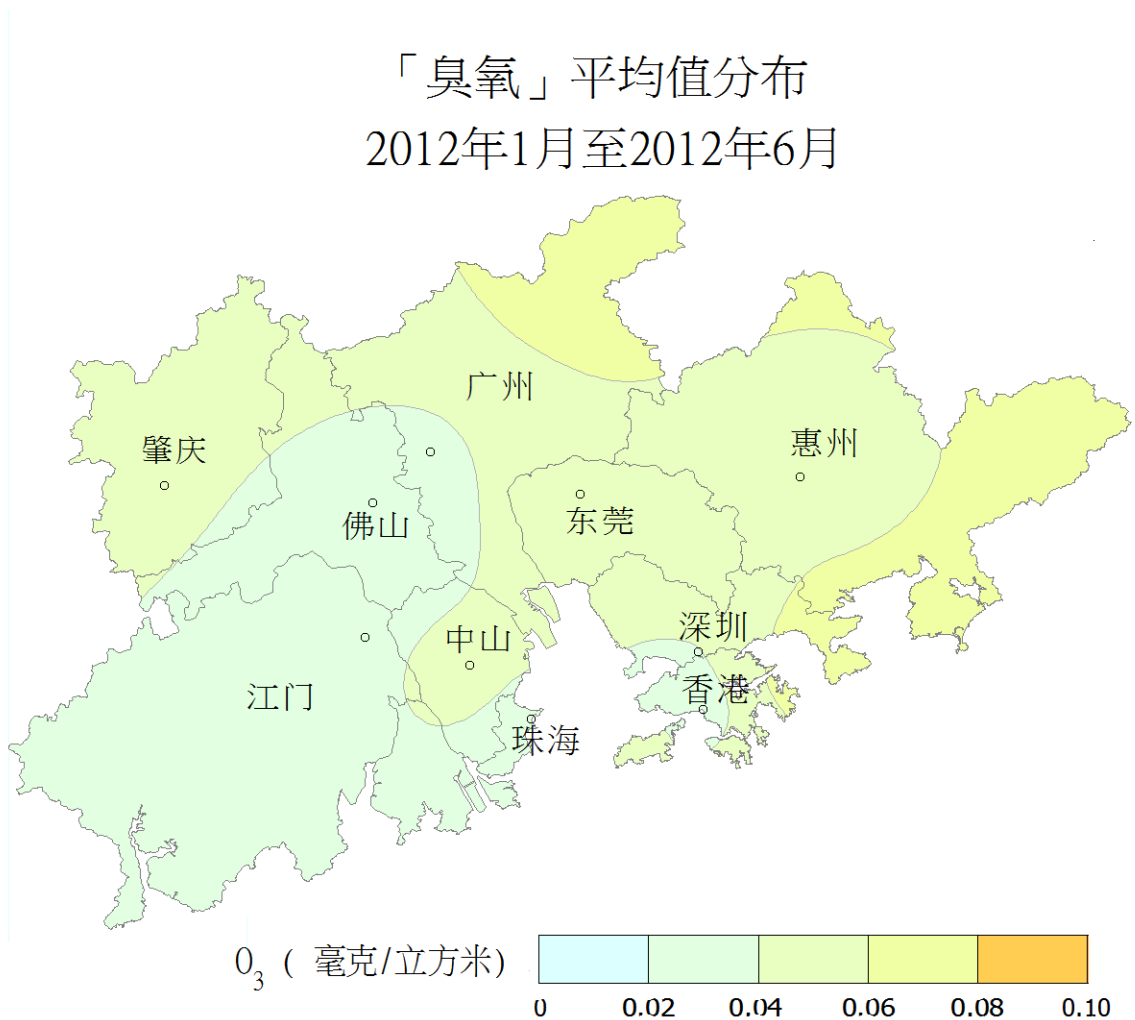 「臭氧」平均值分布
2012年1月至2012年6月
广州
肇庆
惠州
佛山
东莞
中山
深圳
江门
香港
珠海
O₃ ( 毫克/立方米)
0 0.02 0.04 0.06 0.08 0.10